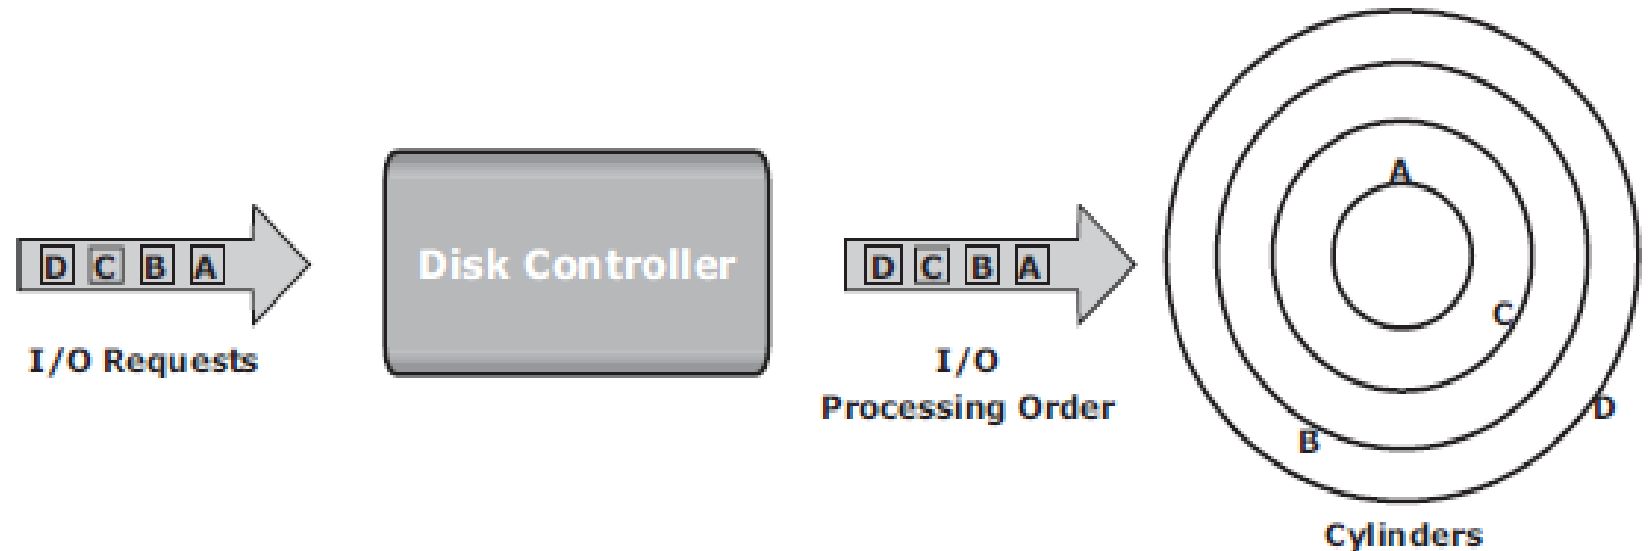 D C B A
I/O Requests
Disk Controller
D C B A
I/O
Processing Order
A
C
B
D
Cylinders